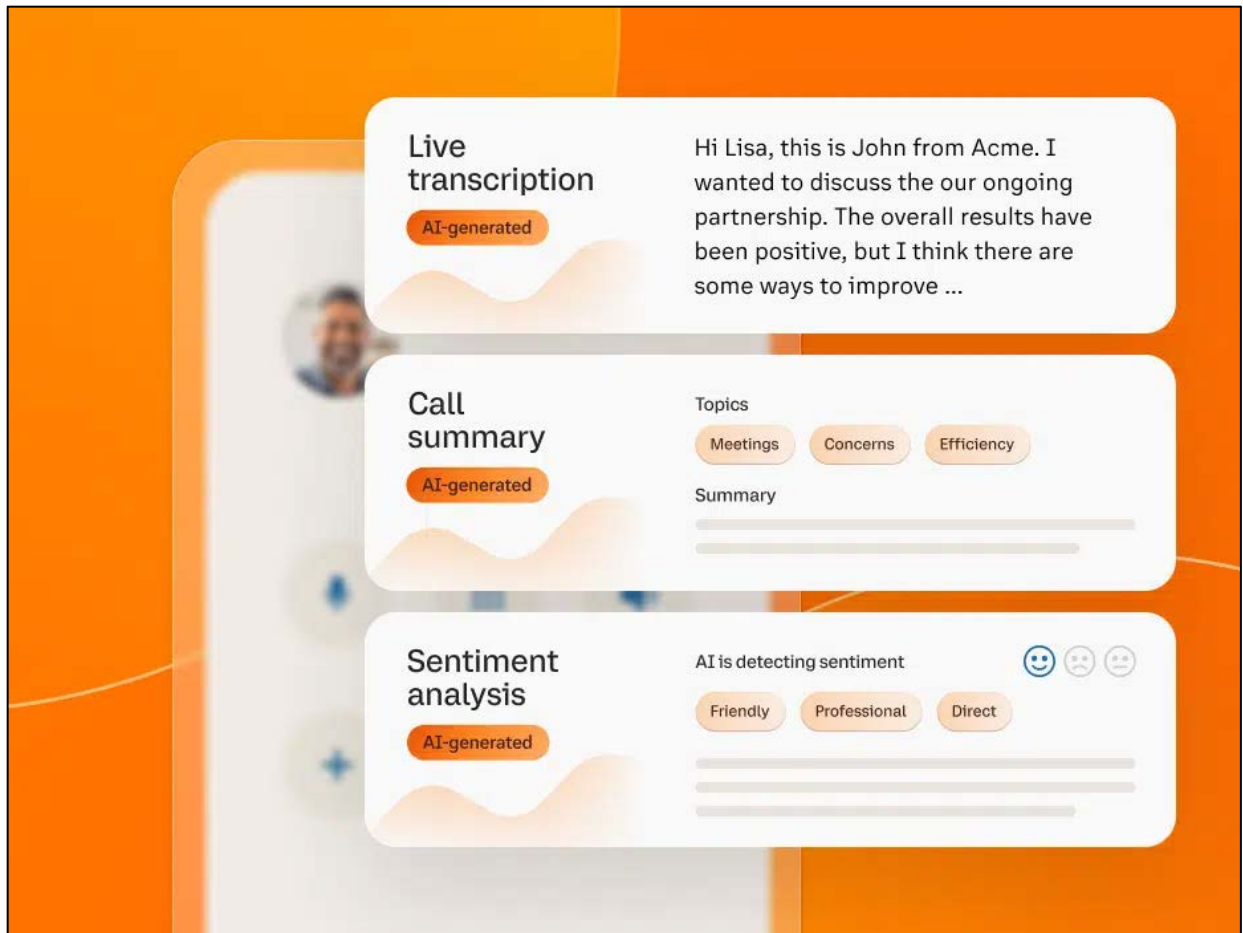 Live
transcription
AI-generated
Hi Lisa, this is John from Acme. I
wanted to discuss the our ongoing
partnership. The overall results have
been positive, but I think there are
some ways to improve ...
Call
summary
AI-generated
Topics
Meetings Concerns Efficiency
Summary
Sentiment
analysis
AI-generated
AI is detecting sentiment
Friendly Professional Direct